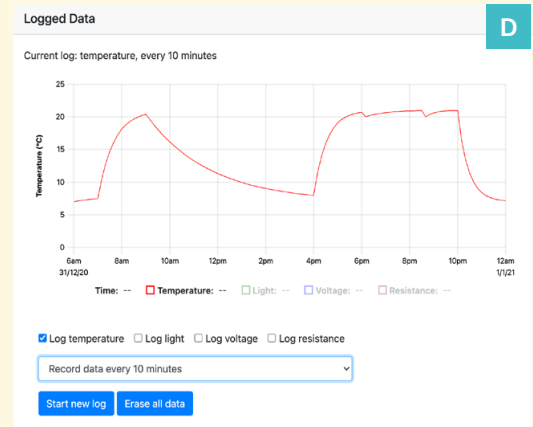 Logged Data
D
Current log: temperature, every 10 minutes
25
20
15
10
5
0
Temperature (°C)
6am 8am 10am 12pm 2pm 4pm 6pm 8pm 10pm 12am
31/12/20 1/1/21
Time: -- Temperature: -- Light: -- Voltage: -- Resistance: --
Log temperature Log light Log voltage Log resistance
Record data every 10 minutes
Start new log Erase all data